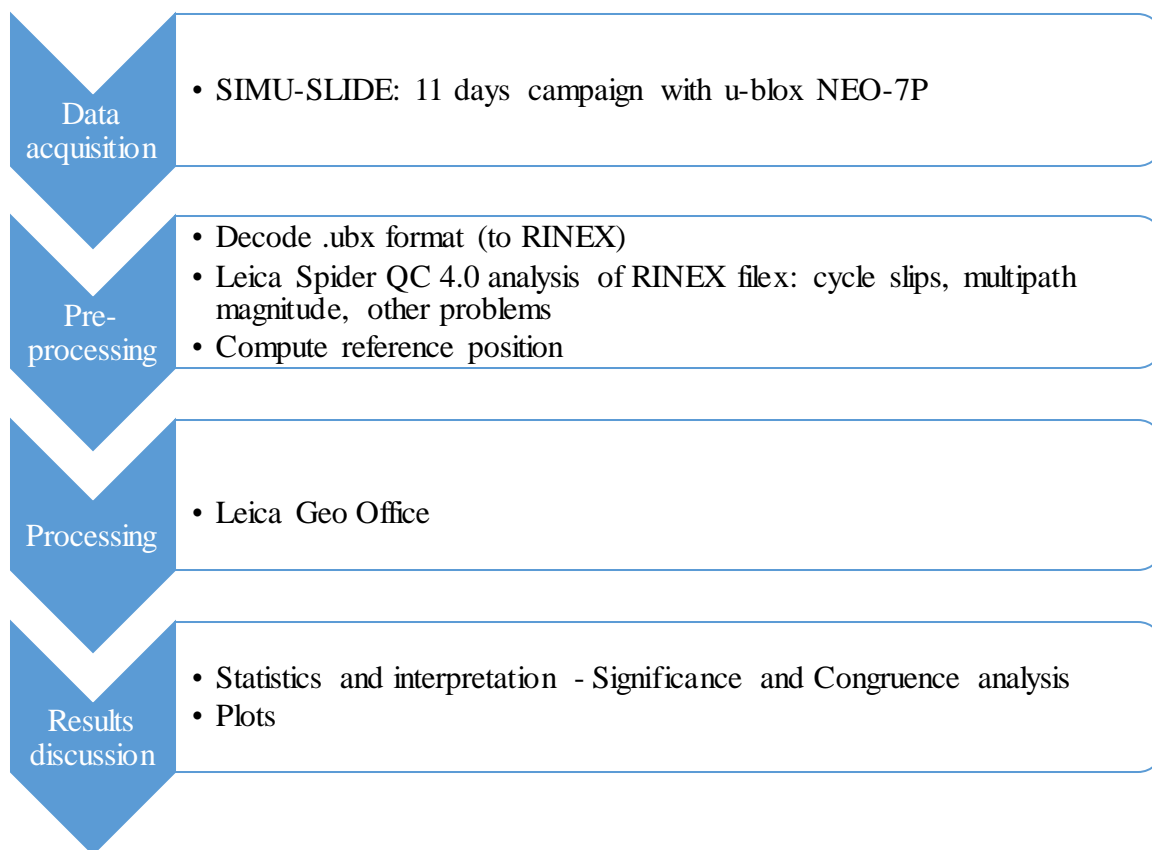 Data
acquisition
• SIMU-SLIDE: 11 days campaign with u-blox NEO-7P
Pre-
processing
• Decode .ubx format (to RINEX)
• Leica Spider QC 4.0 analysis of RINEX filex: cycle slips, multipath
magnitude, other problems
• Compute reference position
Processing
• Leica Geo Office
Results
discussion
• Statistics and interpretation - Significance and Congruence analysis
• Plots